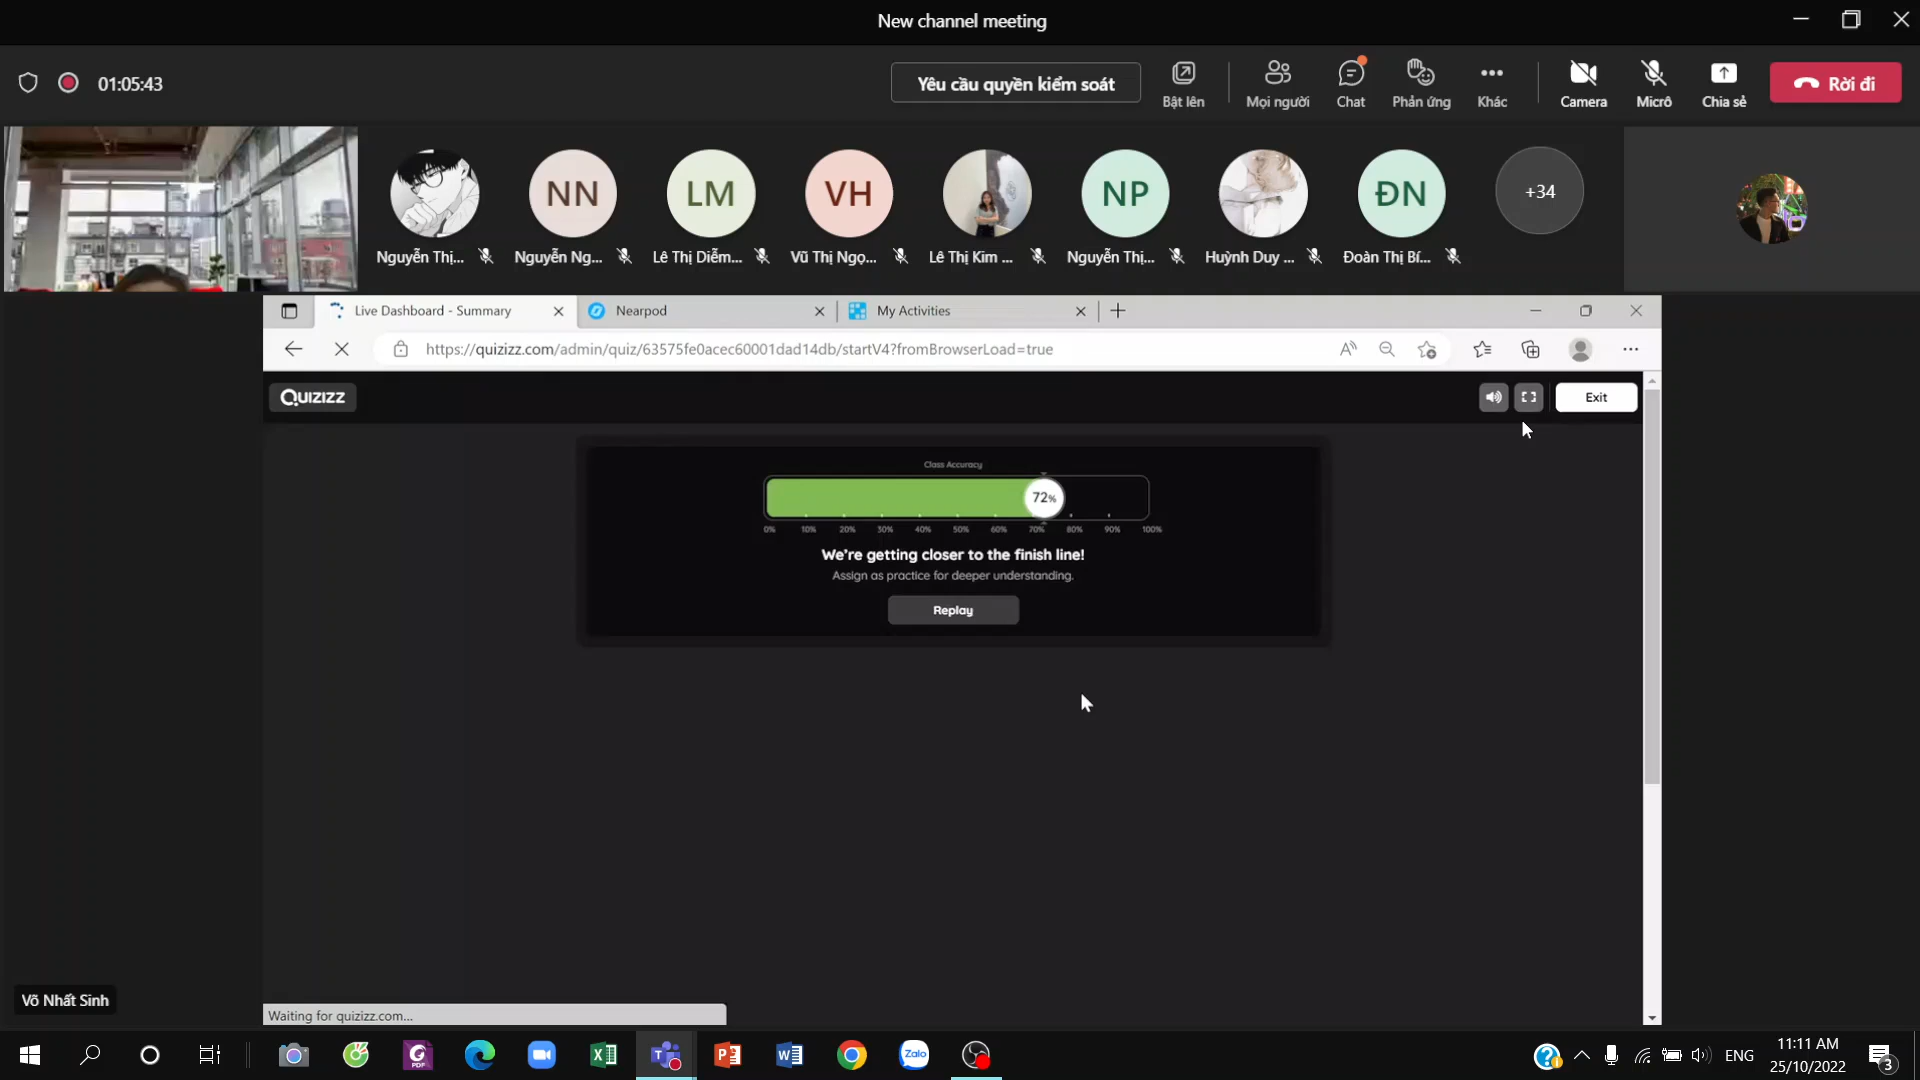 New channel meeting
01:05:43
Yêu cầu quyền kiểm soát
Bật lên
Mọi người
Chat
Phản ứng
Khác
Camera
Micrô
Chia sẻ
Rời đi
NN
LM
VH
NP
ĐN
+34
Nguyễn Thị...
Nguyễn Ng...
Lê Thị Diễm...
Vũ Thị Ngọ...
Lê Thị Kim ...
Nguyễn Thị...
Huỳnh Duy ...
Đoàn Thị Bí...
Live Dashboard - Summary
Nearpod
My Activities
https://quizizz.com/admin/quiz/63575fe0acec60001dad14db/startV4?fromBrowserLoad=true
QUIZIZZ
Exit
Class Accuracy
72%
0% 10% 20% 30% 40% 50% 60% 70% 80% 90% 100%
We're getting closer to the finish line!
Assign as practice for deeper understanding.
Replay
Võ Nhất Sinh
Waiting for quizizz.com...
Zalo
ENG
11:11 AM
25/10/2022
3